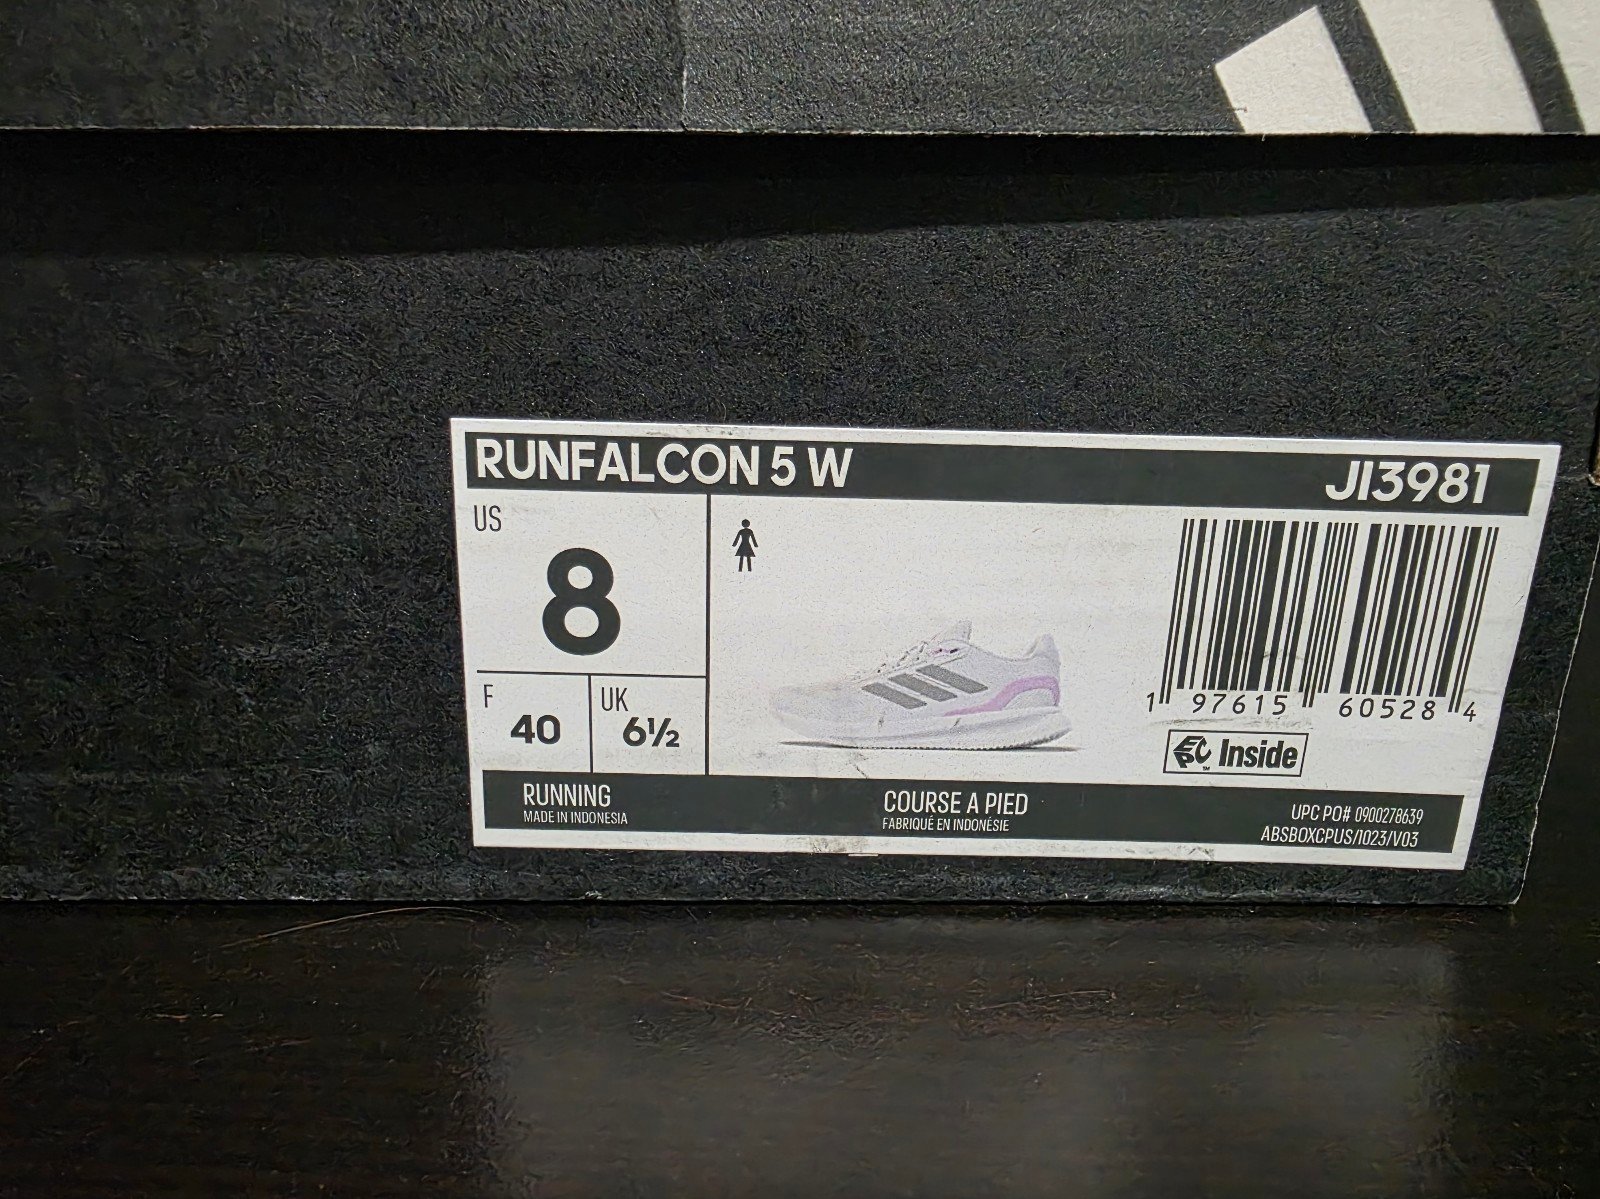 RUNFALCON 5 W JI3981
US
8
F
40
UK
6½
1 97615 60528 4
EPC™ Inside
RUNNING
MADE IN INDONESIA
COURSE A PIED
FABRIQUÉ EN INDONÉSIE
UPC PO# 0900278639
ABSBOXCPUS/1023/V03